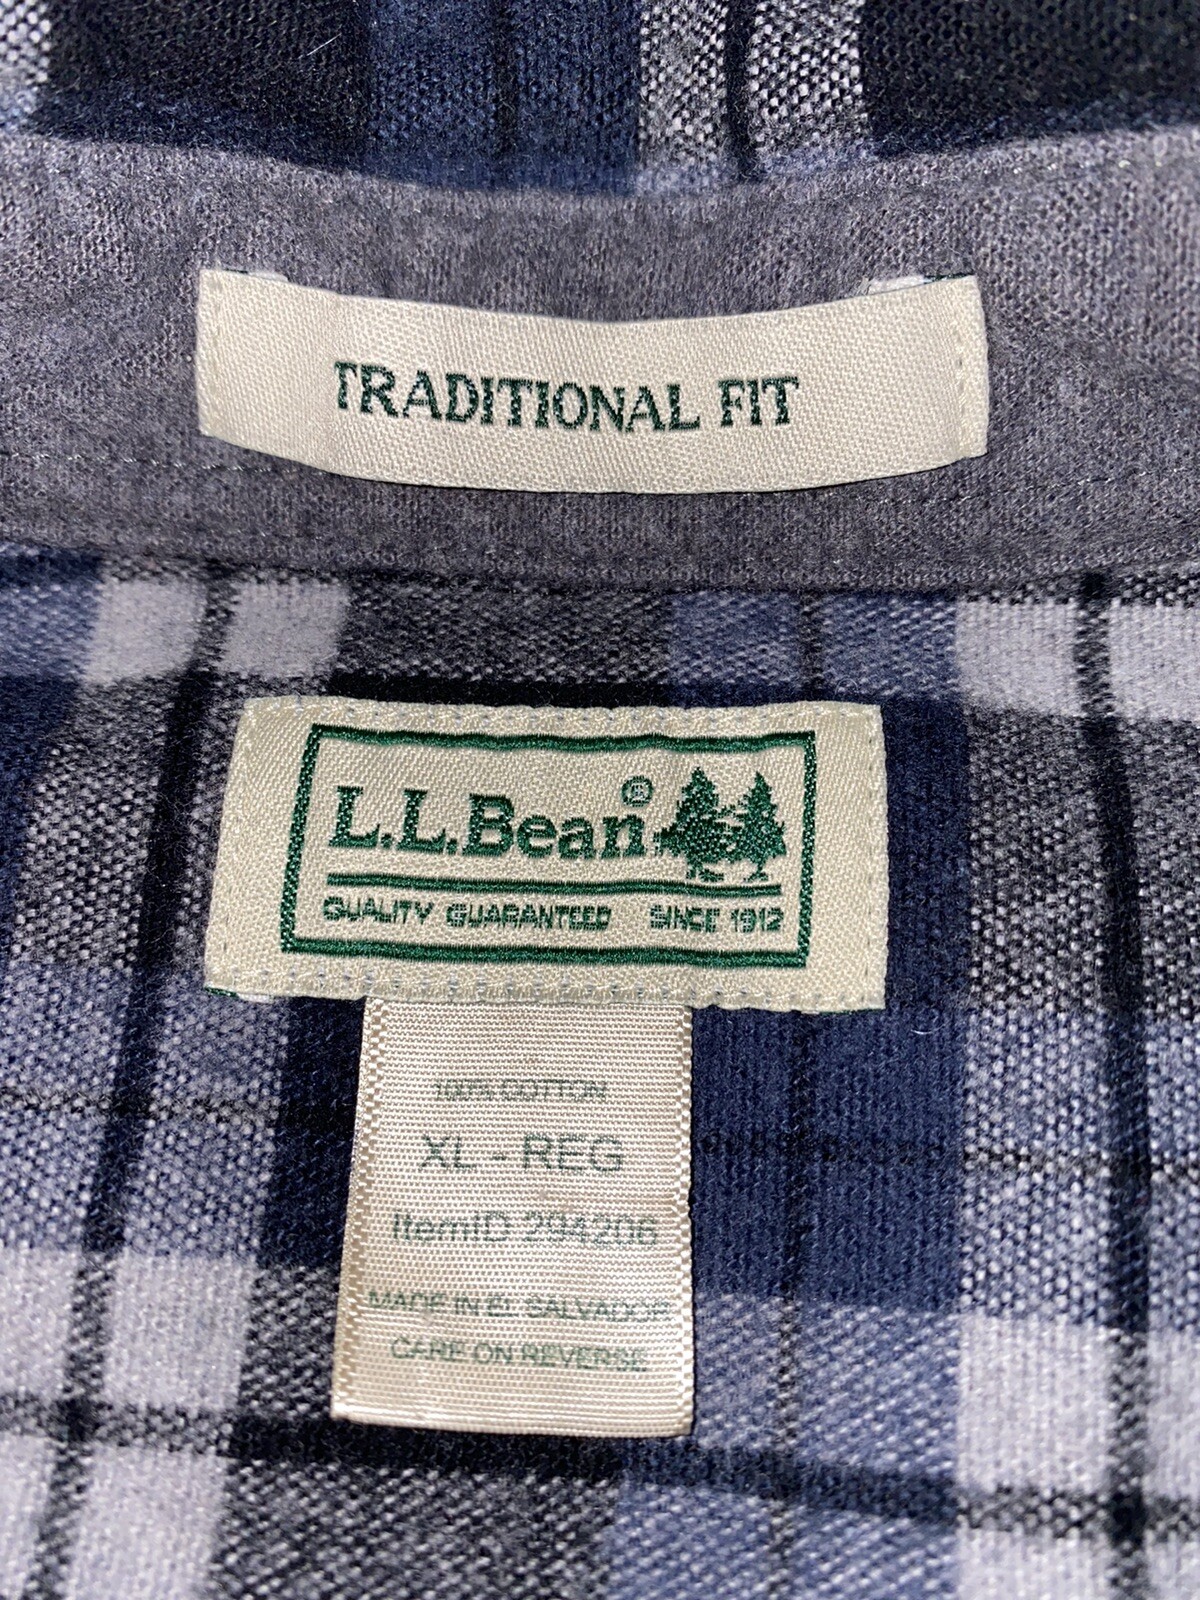 TRADITIONAL FIT
L.L.Bean®
QUALITY GUARANTEED SINCE 1912
100% COTTON
XL - REG
ItemID 294206
MADE IN EL SALVADOR
CARE ON REVERSE